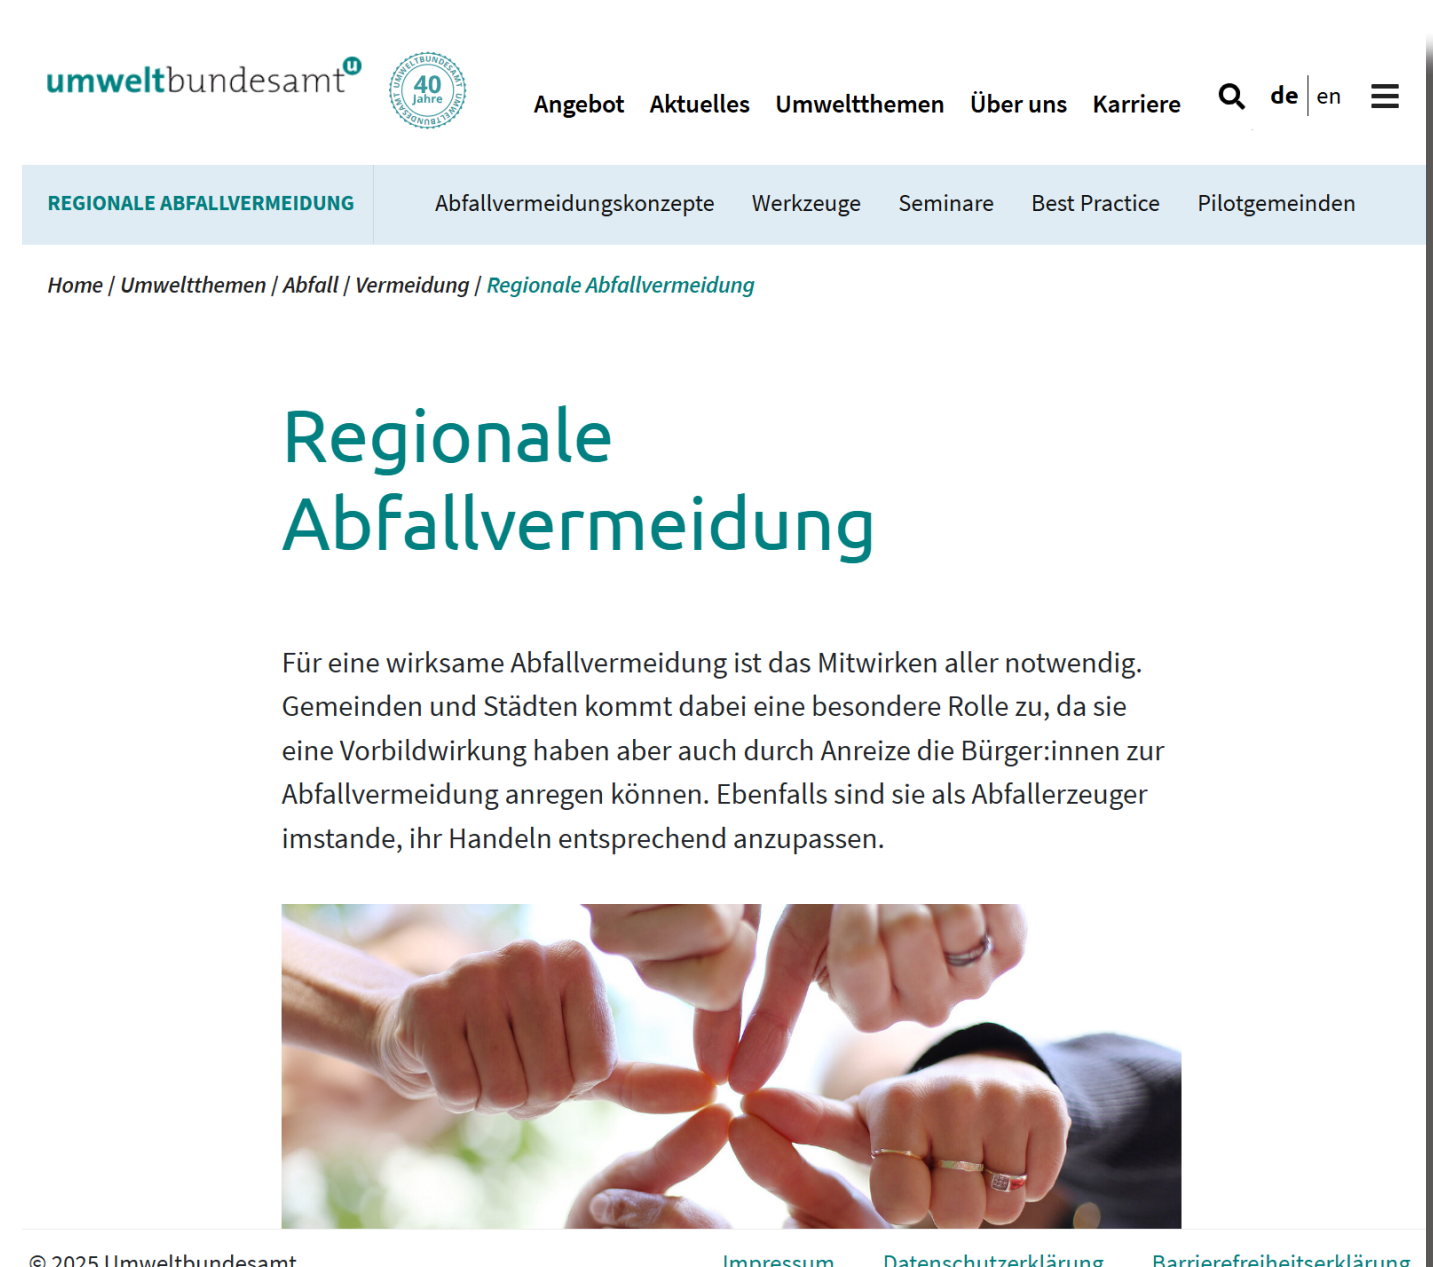 umweltbundesamt u
UMWELTBUNDESAMT UMWELTBUNDESAMT
40
Jahre
Angebot Aktuelles Umweltthemen Über uns Karriere de en
REGIONALE ABFALLVERMEIDUNG Abfallvermeidungskonzepte Werkzeuge Seminare Best Practice Pilotgemeinden
Home / Umweltthemen / Abfall / Vermeidung / Regionale Abfallvermeidung
Regionale
Abfallvermeidung
Für eine wirksame Abfallvermeidung ist das Mitwirken aller notwendig.
Gemeinden und Städten kommt dabei eine besondere Rolle zu, da sie
eine Vorbildwirkung haben aber auch durch Anreize die Bürger:innen zur
Abfallvermeidung anregen können. Ebenfalls sind sie als Abfallerzeuger
imstande, ihr Handeln entsprechend anzupassen.
© 2025 Umweltbundesamt Impressum Datenschutzerklärung Barrierefreiheitserklärung